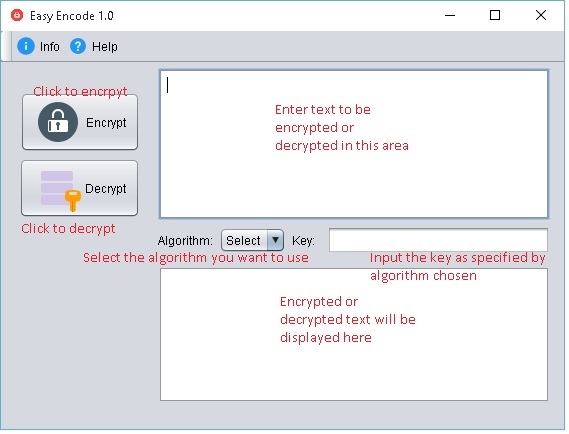 Easy Encode 1.0
Info Help
Click to encrpyt
Encrypt
Enter text to be
encrypted or
decrypted in this area
Decrypt
Click to decrypt
Algorithm: Select Key:
Select the algorithm you want to use
Input the key as specified by
algorithm chosen
Encrypted or
decrypted text will be
displayed here